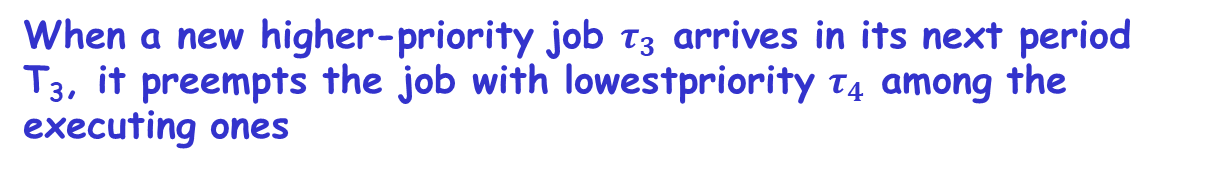 When a new higher-priority job τ₃ arrives in its next period
T₃, it preempts the job with lowestpriority τ₄ among the
executing ones